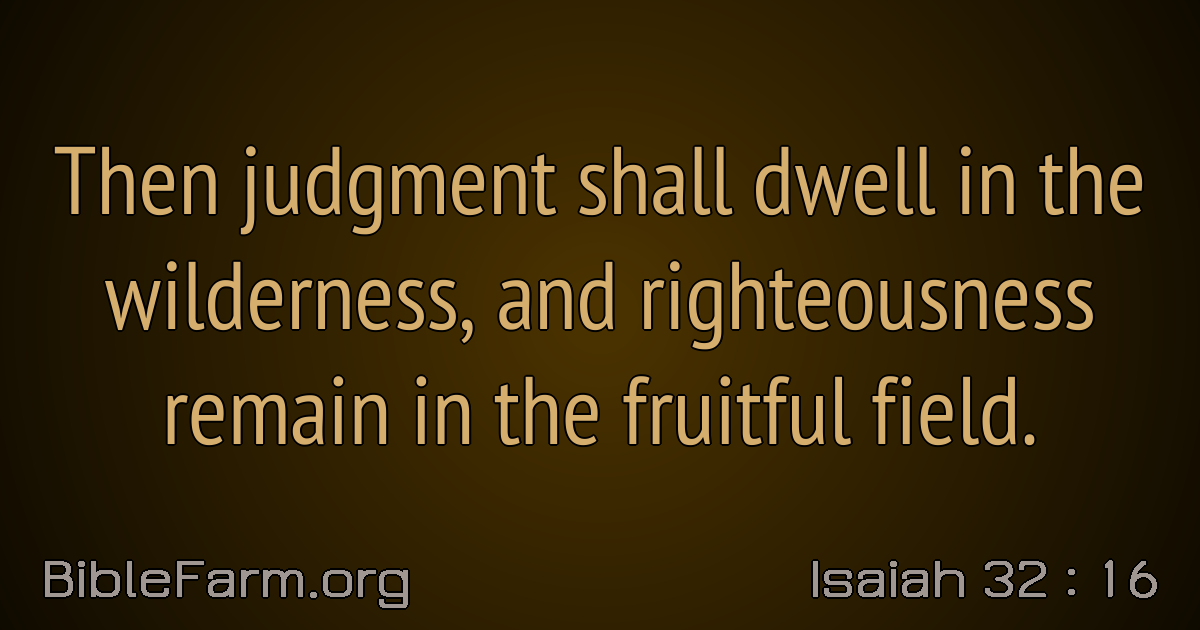 Then judgment shall dwell in the
wilderness, and righteousness
remain in the fruitful field.
BibleFarm.org
Isaiah 32 : 16